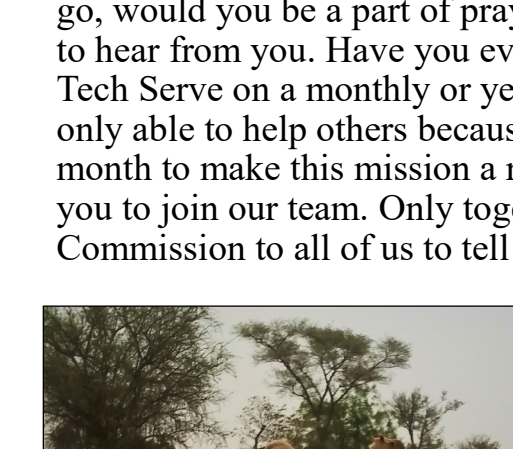 go, would you be a part of pray
to hear from you. Have you ev
Tech Serve on a monthly or ye
only able to help others becaus
month to make this mission a r
you to join our team. Only toge
Commission to all of us to tell